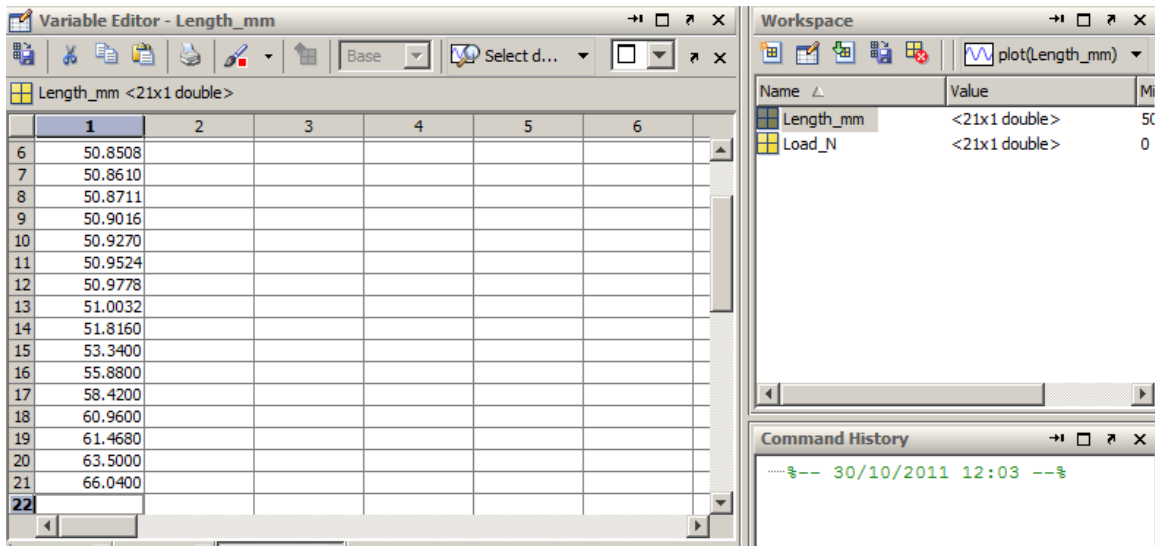 Variable Editor - Length_mm
Base
Select d...
Length_mm <21x1 double>
1 2 3 4 5 6
6 50.8508
7 50.8610
8 50.8711
9 50.9016
10 50.9270
11 50.9524
12 50.9778
13 51.0032
14 51.8160
15 53.3400
16 55.8800
17 58.4200
18 60.9600
19 61.4680
20 63.5000
21 66.0400
22
Workspace
plot(Length_mm)
Name Value Mi
Length_mm <21x1 double> 50
Load_N <21x1 double> 0
Command History
%-- 30/10/2011 12:03 --%